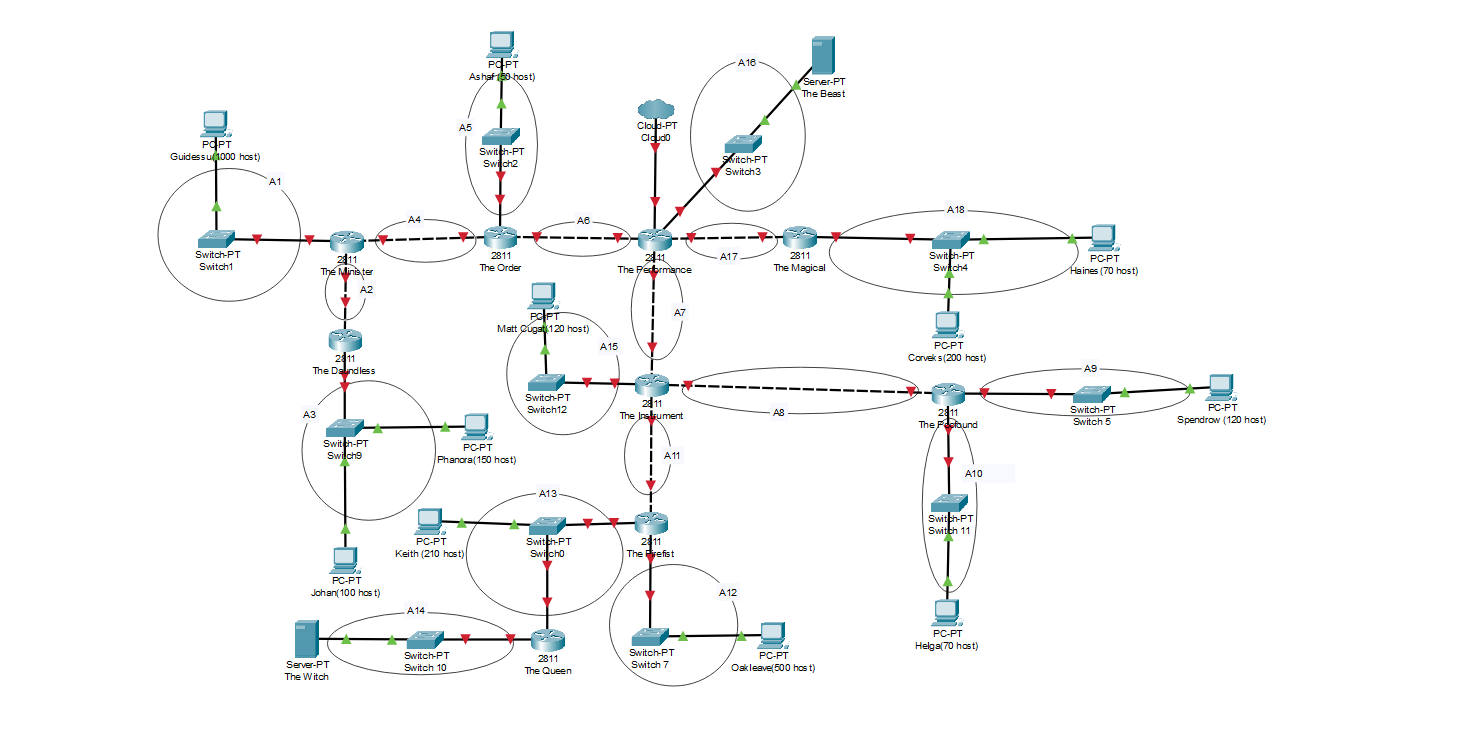 PC-PT
Ashaf (50 host)
A16
Server-PT
The Beast
PC-PT
Guidessu(1000 host)
A5
Switch-PT
Switch2
Cloud-PT
Cloud0
Switch-PT
Switch3
A1
Switch-PT
Switch1
A4
A6
A18
2811
The Minister
2811
The Order
2811
The Performance
A17
2811
The Magical
Switch-PT
Switch4
PC-PT
Haines (70 host)
A2
PC-PT
Matt Cugat(120 host)
A7
PC-PT
Corveks(200 host)
2811
The Daundless
A15
A9
Switch-PT
Switch12
2811
The Instrument
A8
2811
The Profound
Switch-PT
Switch 5
PC-PT
Spendrow (120 host)
A3
Switch-PT
Switch9
PC-PT
Phanora(150 host)
A11
A10
A13
Switch-PT
Switch 11
PC-PT
Keith (210 host)
Switch-PT
Switch0
2811
The Firefist
PC-PT
Johan(100 host)
A12
A14
Server-PT
The Witch
Switch-PT
Switch 10
2811
The Queen
Switch-PT
Switch 7
PC-PT
Oakleave(500 host)
PC-PT
Helga(70 host)